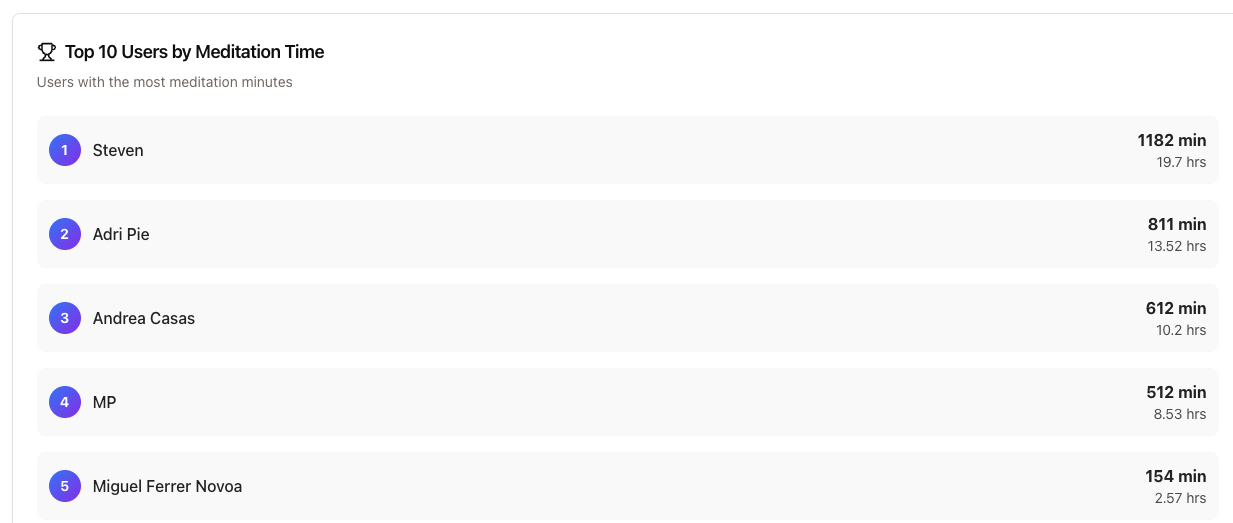 Top 10 Users by Meditation Time
Users with the most meditation minutes
1 Steven 1182 min
19.7 hrs
2 Adri Pie 811 min
13.52 hrs
3 Andrea Casas 612 min
10.2 hrs
4 MP 512 min
8.53 hrs
5 Miguel Ferrer Novoa 154 min
2.57 hrs